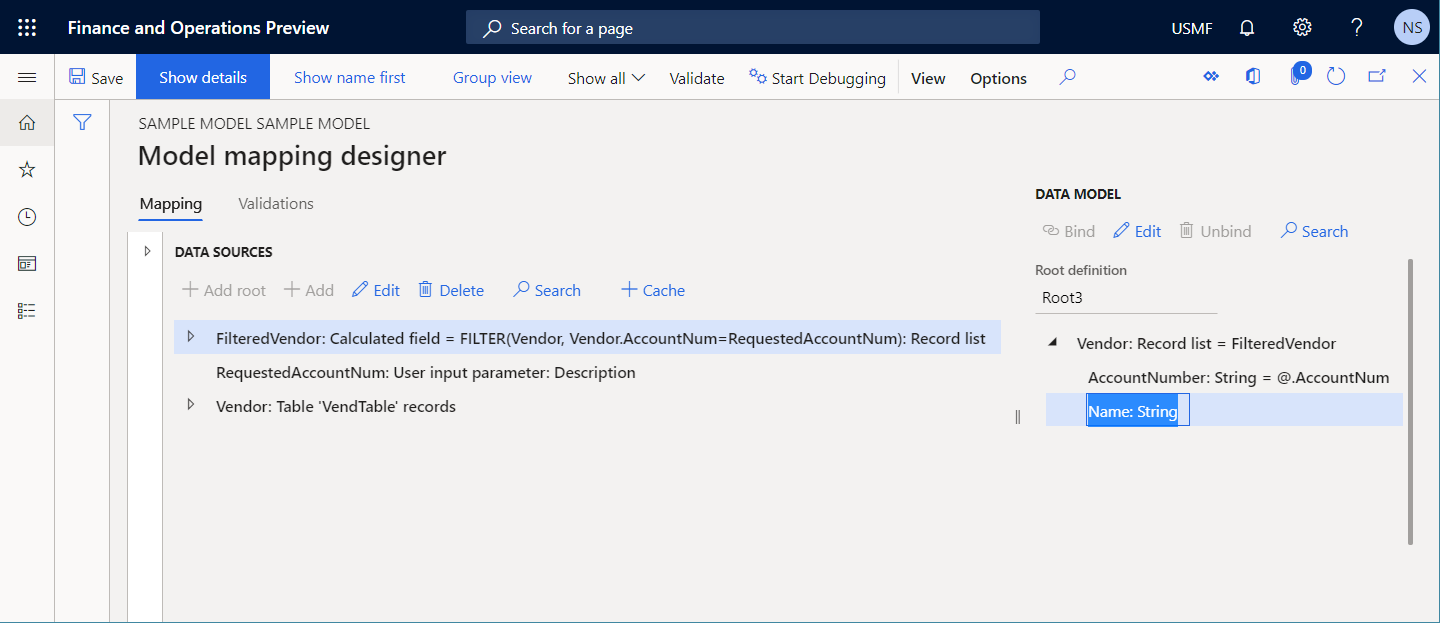 Finance and Operations Preview
Search for a page
USMF
NS
Save
Show details
Show name first
Group view
Show all
Validate
Start Debugging
View
Options
0
SAMPLE MODEL SAMPLE MODEL
Model mapping designer
Mapping
Validations
DATA SOURCES
Add root
Add
Edit
Delete
Search
Cache
FilteredVendor: Calculated field = FILTER(Vendor, Vendor.AccountNum=RequestedAccountNum): Record list
RequestedAccountNum: User input parameter: Description
Vendor: Table 'VendTable' records
DATA MODEL
Bind
Edit
Unbind
Search
Root definition
Root3
Vendor: Record list = FilteredVendor
AccountNumber: String = @.AccountNum
Name: String